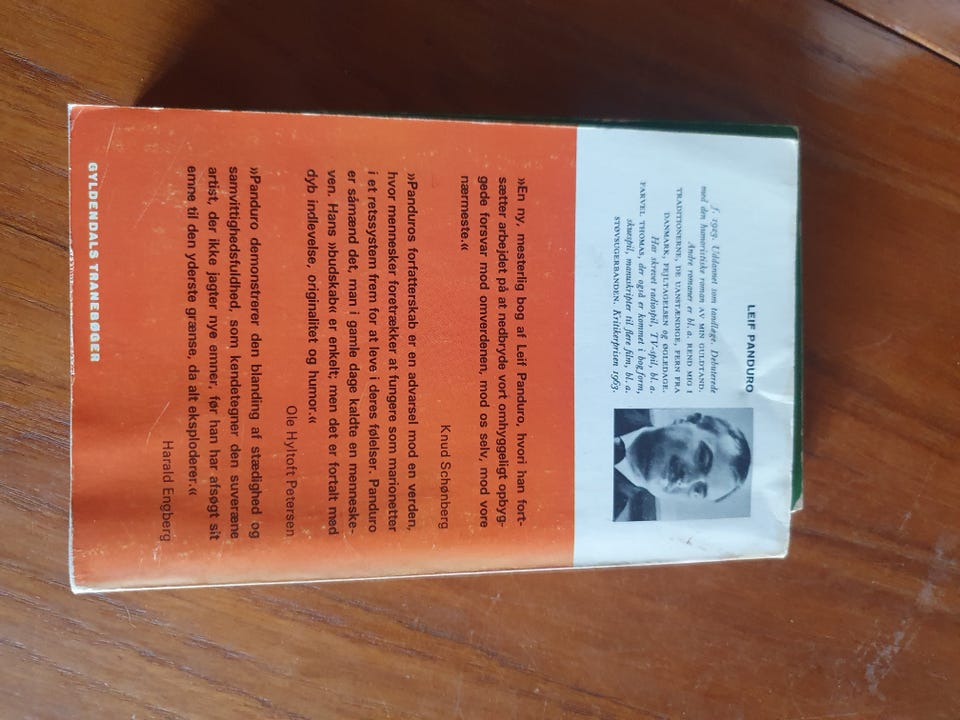 LEIF PANDURO
f. 1923. Uddannet som tandlæge. Debuterede
med den humoristiske roman AV MIN GULDTAND.
Andre romaner er bl. a. REND MIG I
TRADITIONERNE, DE UANSTÆNDIGE, FERN FRA
DANMARK, FEJLTAGELSEN og ØGLEDAGE.
Har skrevet radiospil, TV-spil, bl. a.
FARVEL THOMAS, der også er kommet i bogform,
skuespil, manuskripter til flere film, bl. a.
STØVSUGERBANDEN. Kritikerprisen 1963.
»En ny, mesterlig bog af Leif Panduro, hvori han fort-
sætter arbejdet på at nedbryde vort omhyggeligt opbyg-
gede forsvar mod omverdenen, mod os selv, mod vore
nærmeste.«
Knud Schønberg
»Panduros forfatterskab er en advarsel mod en verden,
hvor mennesker foretrækker at fungere som marionetter
i et retssystem frem for at leve i deres følelser. Panduro
er såmænd det, man i gamle dage kaldte en menneske-
ven. Hans »budskab« er enkelt; men dét er fortalt med
dyb indlevelse, originalitet og humor.«
Ole Hyltoft Petersen
»Panduro demonstrerer den blanding af stædighed og
samvittighedsfuldhed, som kendetegner den suveræne
artist, der ikke jagter nye emner, før han har afsøgt sit
emne til den yderste grænse, da alt eksploderer.«
Harald Engberg
GYLDENDALS TRANEBØGER